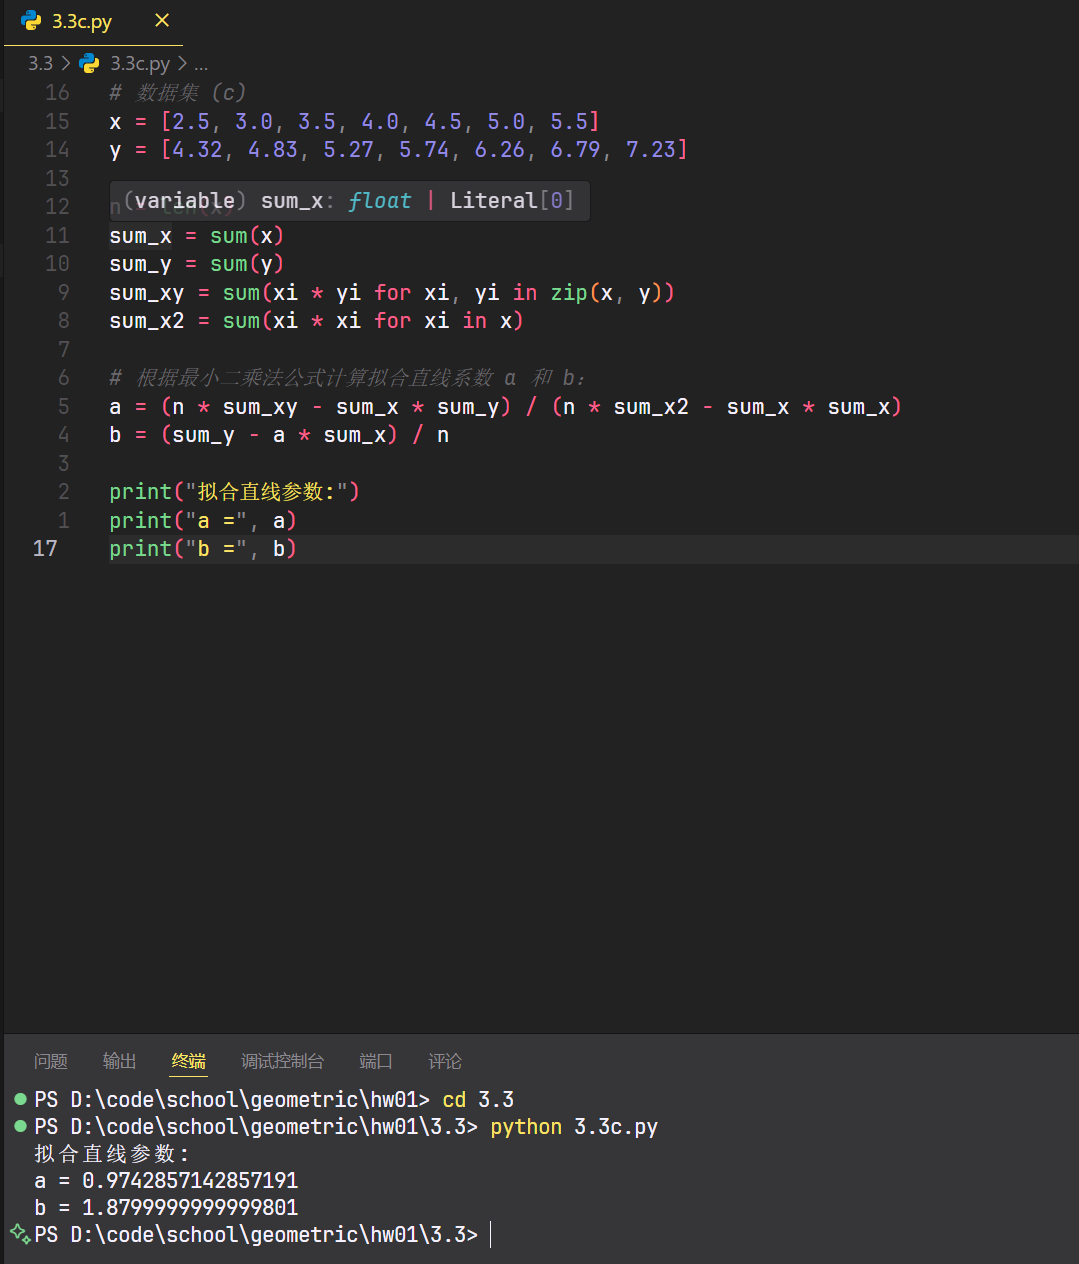 3.3c.py
3.3 > 3.3c.py > ...
16 # 数据集 (c)
15 x = [2.5, 3.0, 3.5, 4.0, 4.5, 5.0, 5.5]
14 y = [4.32, 4.83, 5.27, 5.74, 6.26, 6.79, 7.23]
13
(variable) sum_x: float | Literal[0]
12 n = len(x)
11 sum_x = sum(x)
10 sum_y = sum(y)
9 sum_xy = sum(xi * yi for xi, yi in zip(x, y))
8 sum_x2 = sum(xi * xi for xi in x)
7
6 # 根据最小二乘法公式计算拟合直线系数 a 和 b：
5 a = (n * sum_xy - sum_x * sum_y) / (n * sum_x2 - sum_x * sum_x)
4 b = (sum_y - a * sum_x) / n
3
2 print("拟合直线参数:")
1 print("a =", a)
17 print("b =", b)
问题 输出 终端 调试控制台 端口 评论
PS D:\code\school\geometric\hw01> cd 3.3
PS D:\code\school\geometric\hw01\3.3> python 3.3c.py
拟合直线参数:
a = 0.9742857142857191
b = 1.8799999999999801
PS D:\code\school\geometric\hw01\3.3>